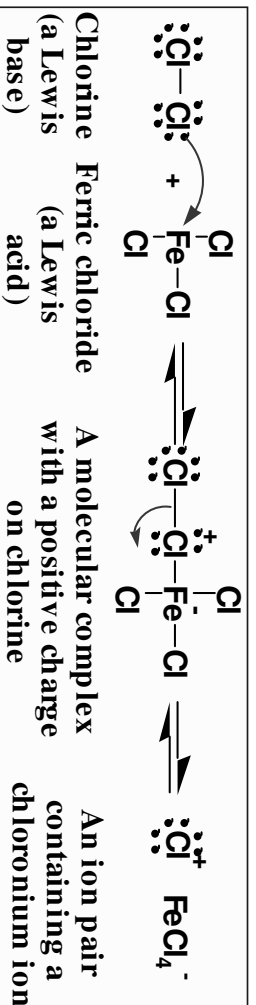 Cl Cl Cl
Cl—Cl + Fe—Cl ⇌ Cl—Cl—Fe—Cl ⇌ Cl FeCl4
+ - + -
Cl Cl
Chlorine
(a Lewis
base)
Ferric chloride
(a Lewis
acid)
A molecular complex
with a positive charge
on chlorine
An ion pair
containing a
chloronium ion